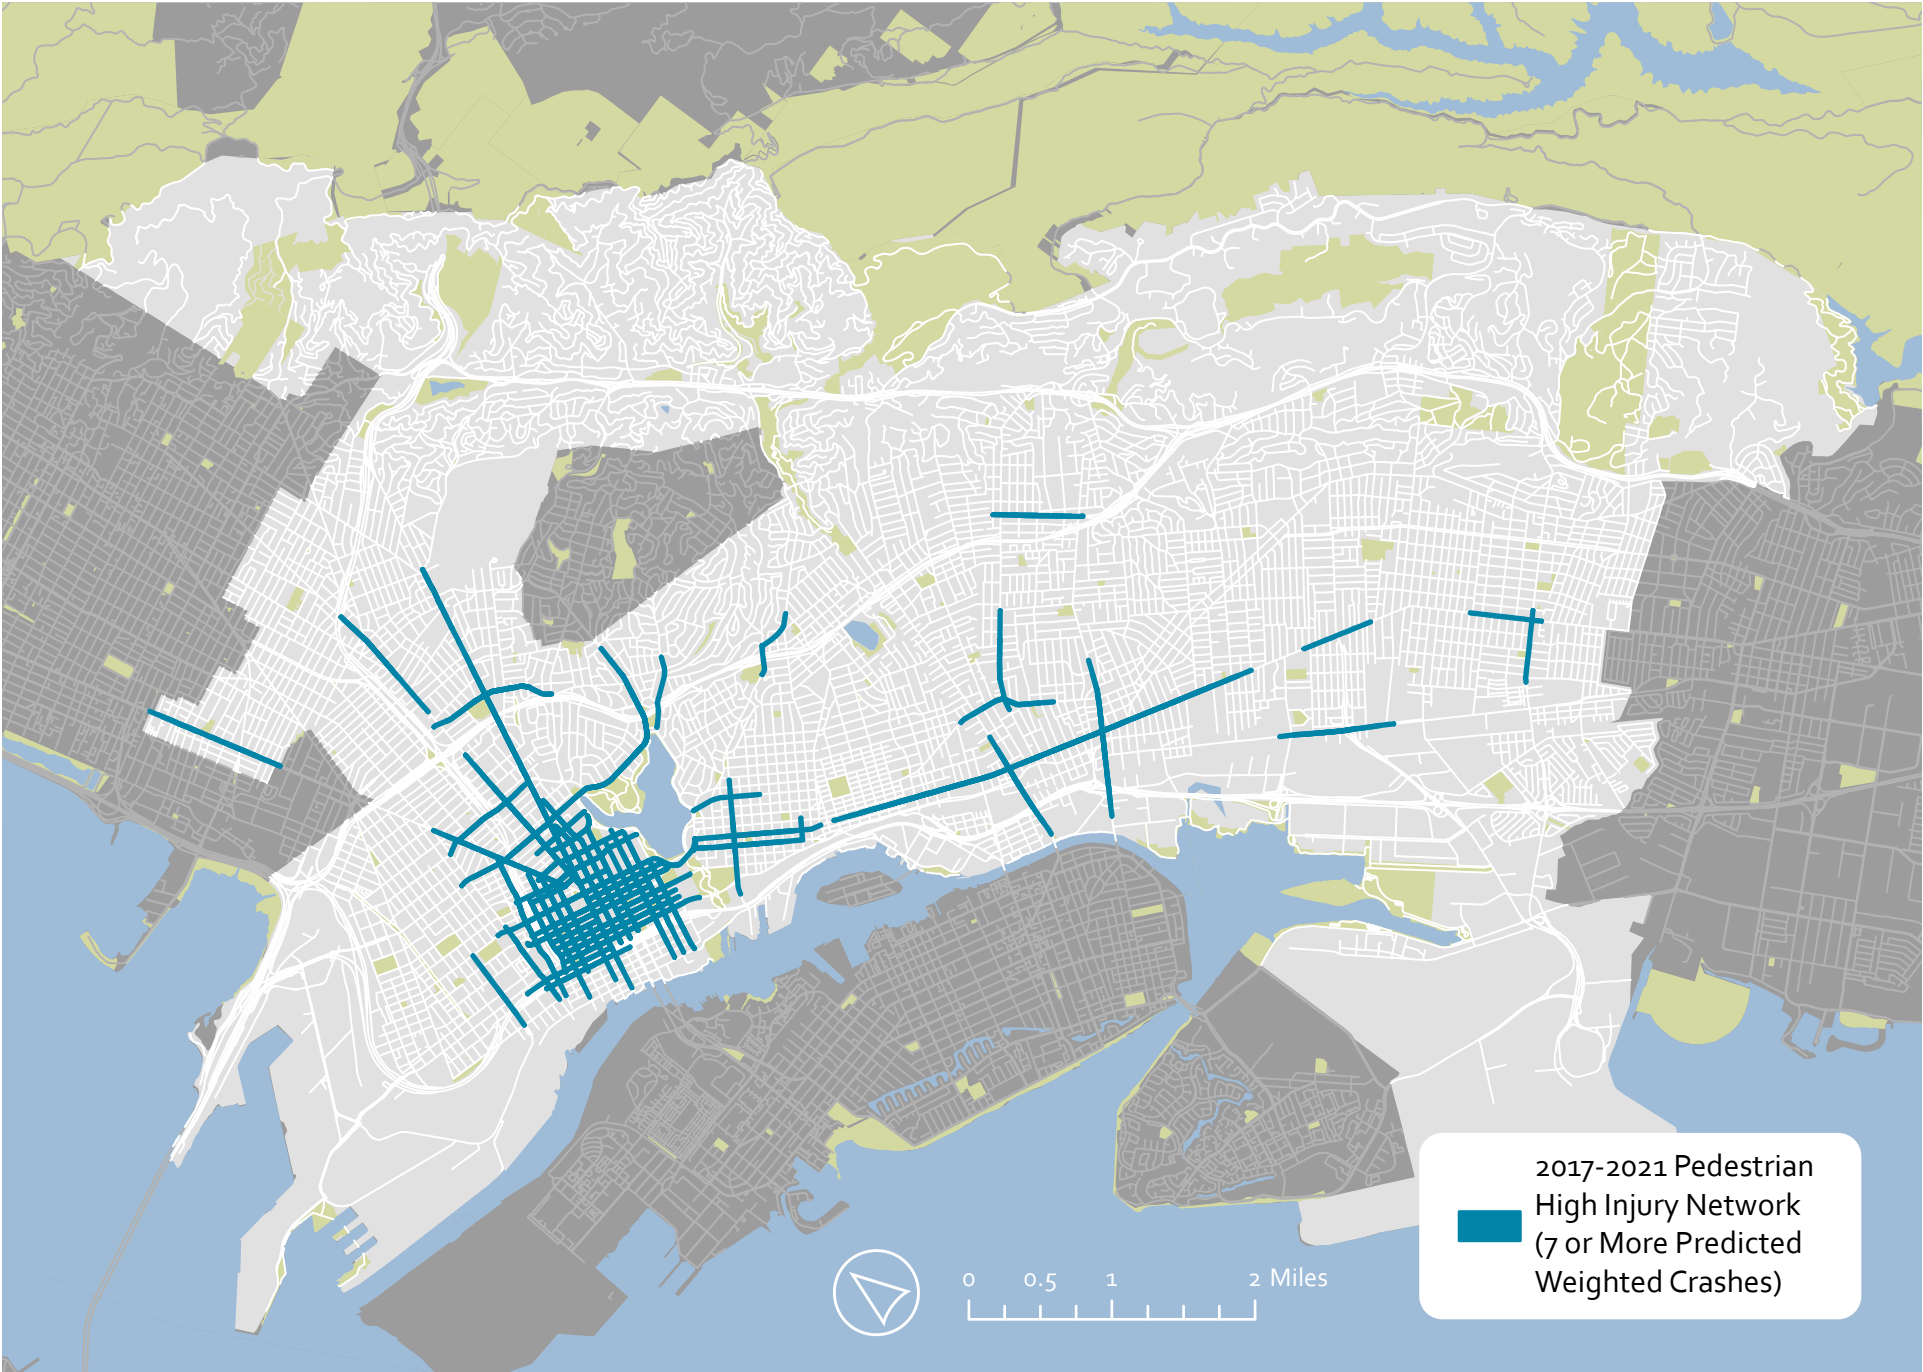 0 0.5 1 2 Miles
2017-2021 Pedestrian
High Injury Network
(7 or More Predicted
Weighted Crashes)